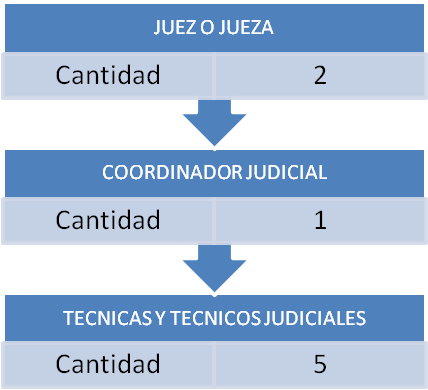 JUEZ O JUEZA
Cantidad 2
COORDINADOR JUDICIAL
Cantidad 1
TECNICAS Y TECNICOS JUDICIALES
Cantidad 5